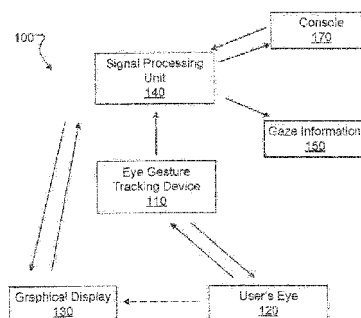 100
Console
170
Signal Processing
Unit
140
Gaze Information
150
Eye Gesture
Tracking Device
110
Graphical Display
130
User's Eye
120